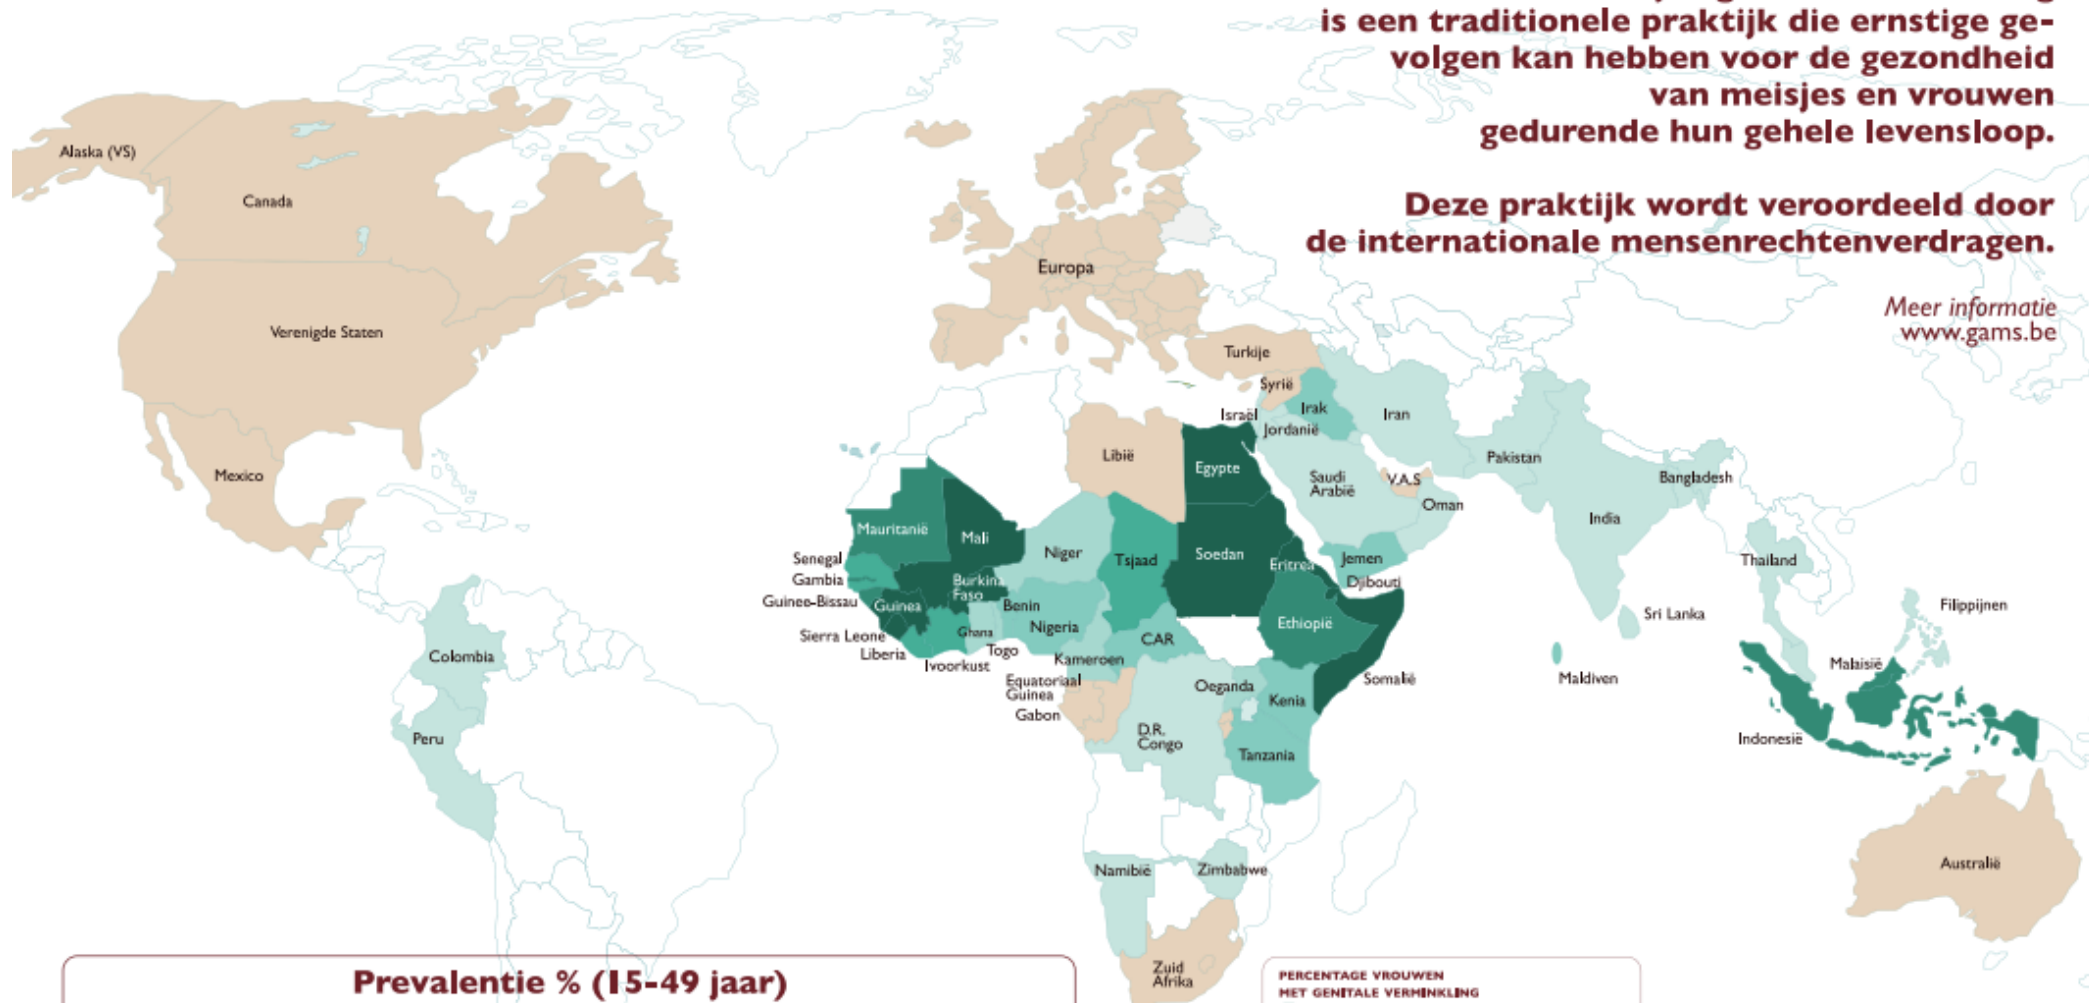 is een traditionele praktijk die ernstige ge-
volgen kan hebben voor de gezondheid
van meisjes en vrouwen
gedurende hun gehele levensloop.
Deze praktijk wordt veroordeeld door
de internationale mensenrechtenverdragen.
Meer informatie
www.gams.be
Alaska (VS)
Canada
Verenigde Staten
Mexico
Colombia
Peru
Europa
Turkije
Syrië
Israël
Irak
Iran
Jordanië
Libië
Egypte
Saudi
Arabië
V.A.S
Oman
Pakistan
Bangladesh
India
Mauritanië
Mali
Niger
Tsjaad
Soedan
Eritrea
Jemen
Djibouti
Thailand
Senegal
Gambia
Guinee-Bissau
Guinea
Burkina
Faso
Benin
Nigeria
Ghana
Togo
Sierra Leone
Liberia
Ivoorkust
CAR
Kameroen
Ethiopië
Somalië
Sri Lanka
Maldiven
Filippijnen
Malaisië
Indonesië
Equatoriaal
Guinea
Gabon
Oeganda
Kenia
D.R.
Congo
Tanzania
Namibië
Zimbabwe
Zuid
Afrika
Australië
Prevalentie % (15-49 jaar)
PERCENTAGE VROUWEN
MET GENITALE VERMINKLING